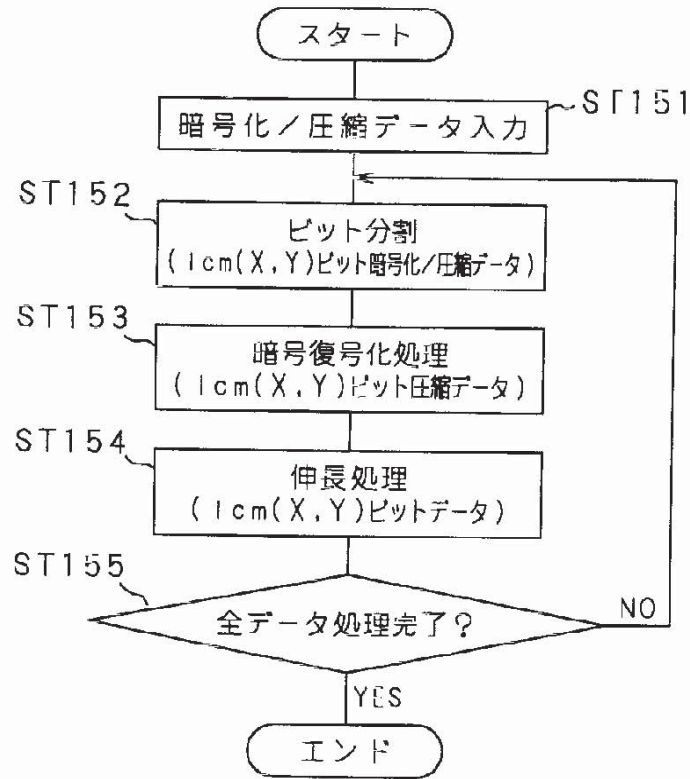 スタート
ST151
暗号化/圧縮データ入力
ST152
ビット分割
(lcm(X,Y)ビット暗号化/圧縮データ)
ST153
暗号復号化処理
(lcm(X,Y)ビット圧縮データ)
ST154
伸長処理
(lcm(X,Y)ビットデータ)
ST155
全データ処理完了?
NO
YES
エンド